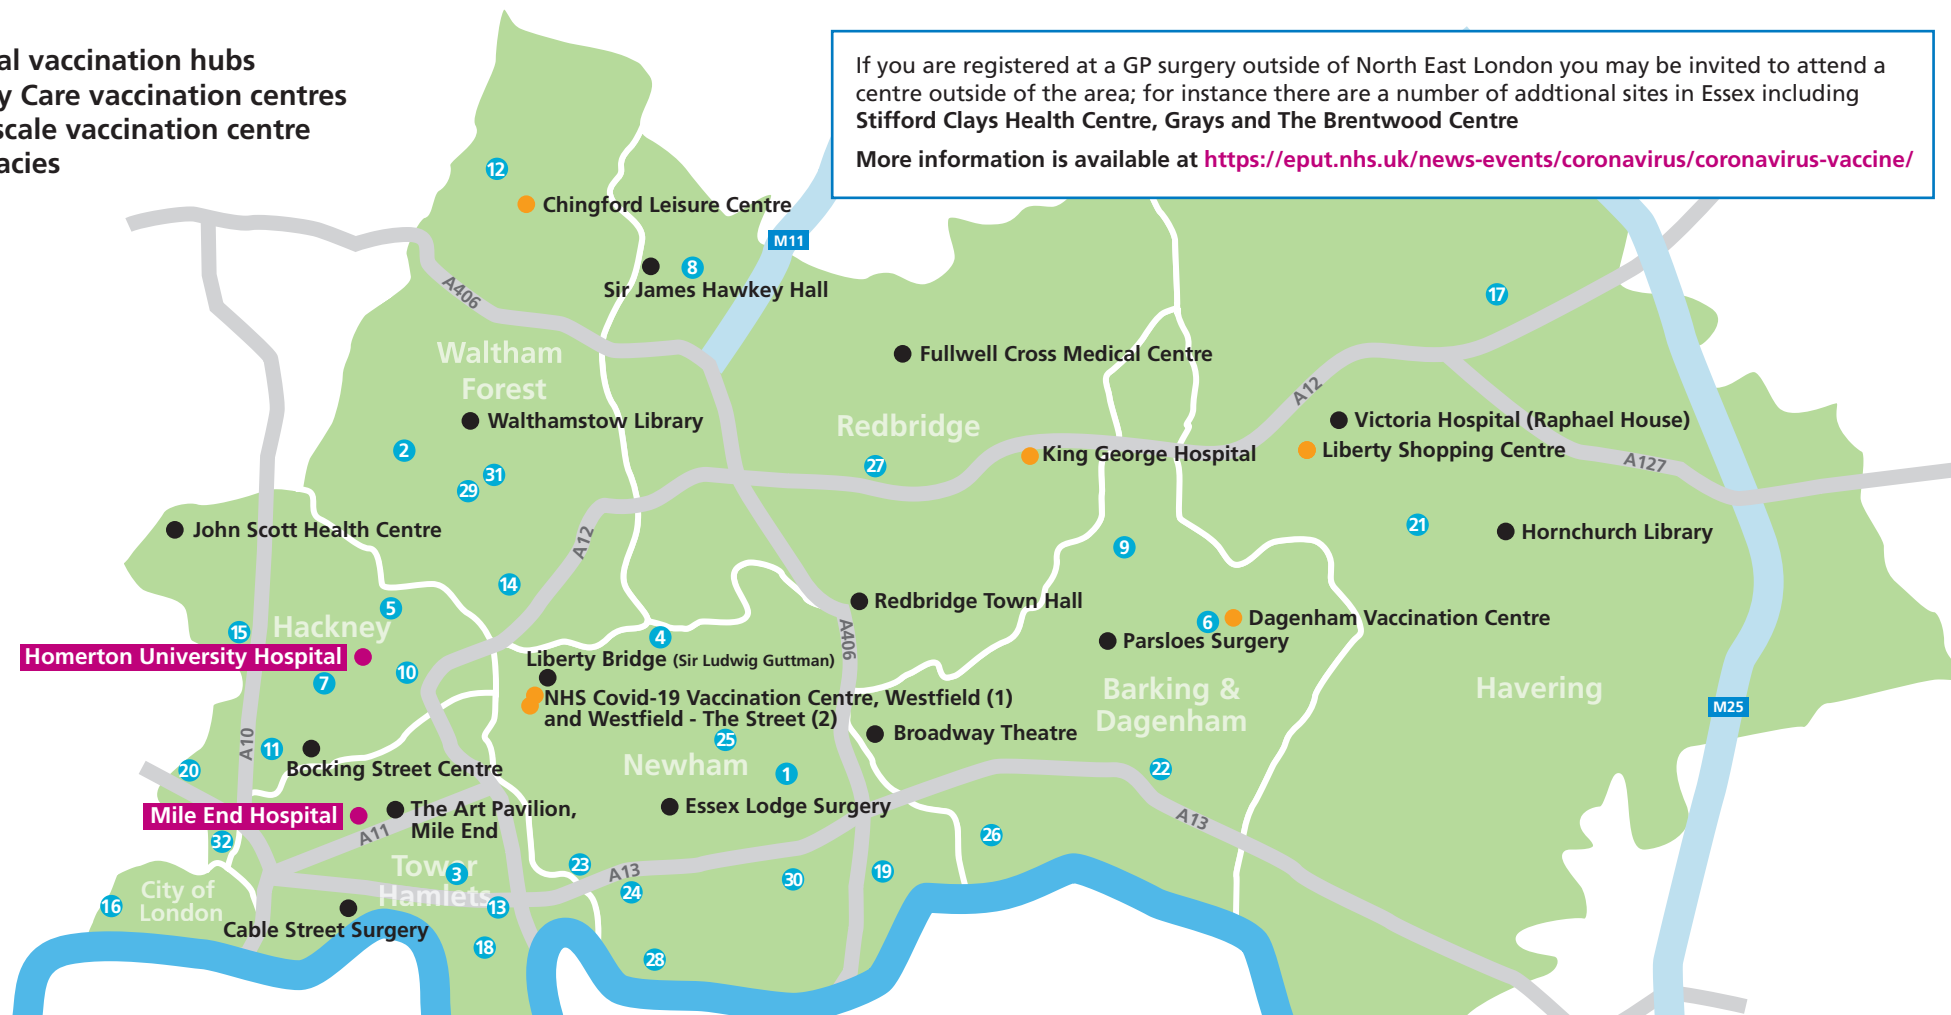 al vaccination hubs
y Care vaccination centres
scale vaccination centre
acies
If you are registered at a GP surgery outside of North East London you may be invited to attend a
centre outside of the area; for instance there are a number of addtional sites in Essex including
Stifford Clays Health Centre, Grays and The Brentwood Centre
More information is available at https://eput.nhs.uk/news-events/coronavirus/coronavirus-vaccine/
12
Chingford Leisure Centre
M11
8
Sir James Hawkey Hall
A406
17
Waltham
Forest
Fullwell Cross Medical Centre
A12
Walthamstow Library
Redbridge
Victoria Hospital (Raphael House)
2
King George Hospital
Liberty Shopping Centre
A127
27
31
29
John Scott Health Centre
A12
21
Hornchurch Library
9
14
5
Redbridge Town Hall
15
Hackney
4
A406
6
Dagenham Vaccination Centre
Parsloes Surgery
Homerton University Hospital
10
7
Liberty Bridge (Sir Ludwig Guttman)
NHS Covid-19 Vaccination Centre, Westfield (1)
and Westfield - The Street (2)
Barking &
Dagenham
Havering
M25
A10
11
Bocking Street Centre
25
Broadway Theatre
20
Newham
1
22
Mile End Hospital
The Art Pavilion,
Mile End
A11
Essex Lodge Surgery
A13
32
26
Tower
Hamlets
3
23
A13
24
30
19
City of
London
16
13
Cable Street Surgery
18
28